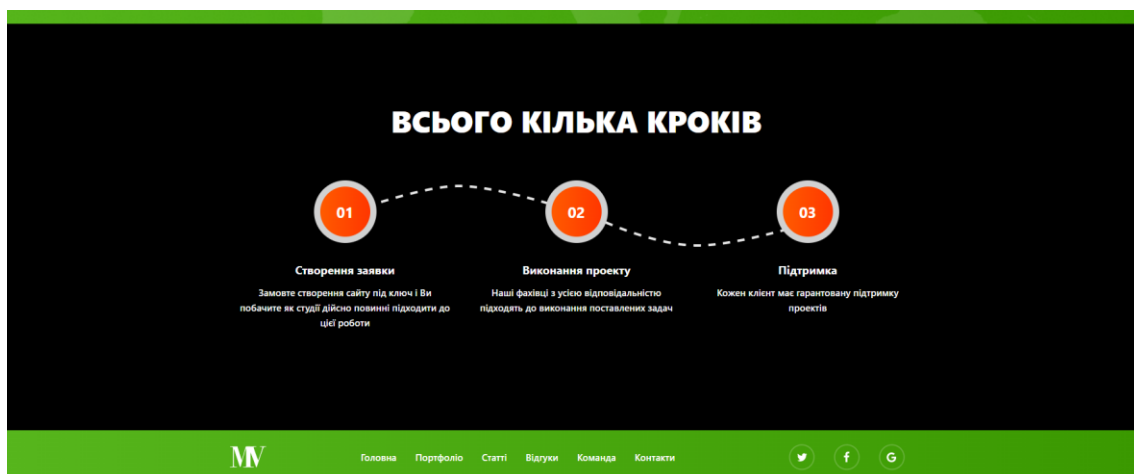 ВСЬОГО КІЛЬКА КРОКІВ
01
02
03
Створення заявки
Замовте створення сайту під ключ і Ви
побачите як студії дійсно повинні підходити до
цієї роботи
Виконання проекту
Наші фахівці з усією відповідальністю
підходять до виконання поставлених задач
Підтримка
Кожен клієнт має гарантовану підтримку
проектів
MV
Головна Портфоліо Статті Відгуки Команда Контакти
f G